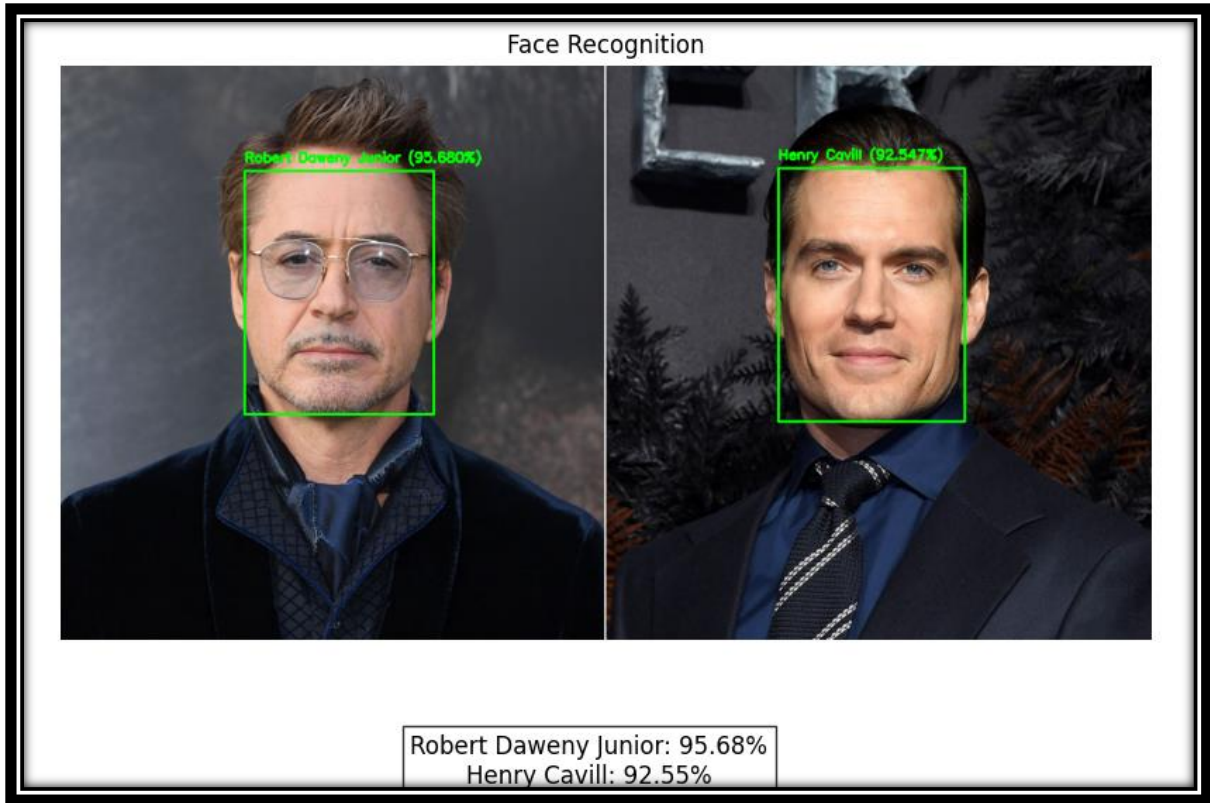 Face Recognition
Robert Daweny Junior (95.680%)
Henry Cavill (92.547%)
Robert Daweny Junior: 95.68%
Henry Cavill: 92.55%